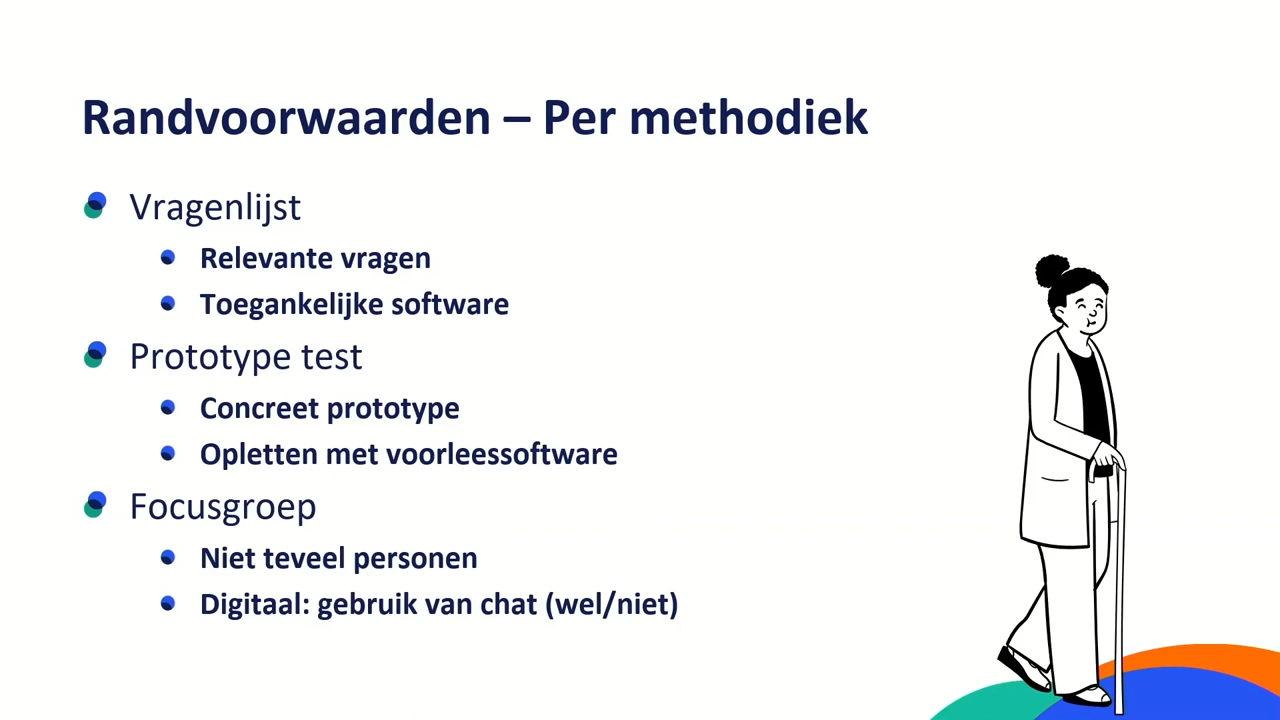 Randvoorwaarden – Per methodiek
Vragenlijst
Relevante vragen
Toegankelijke software
Prototype test
Concreet prototype
Opletten met voorleessoftware
Focusgroep
Niet teveel personen
Digitaal: gebruik van chat (wel/niet)